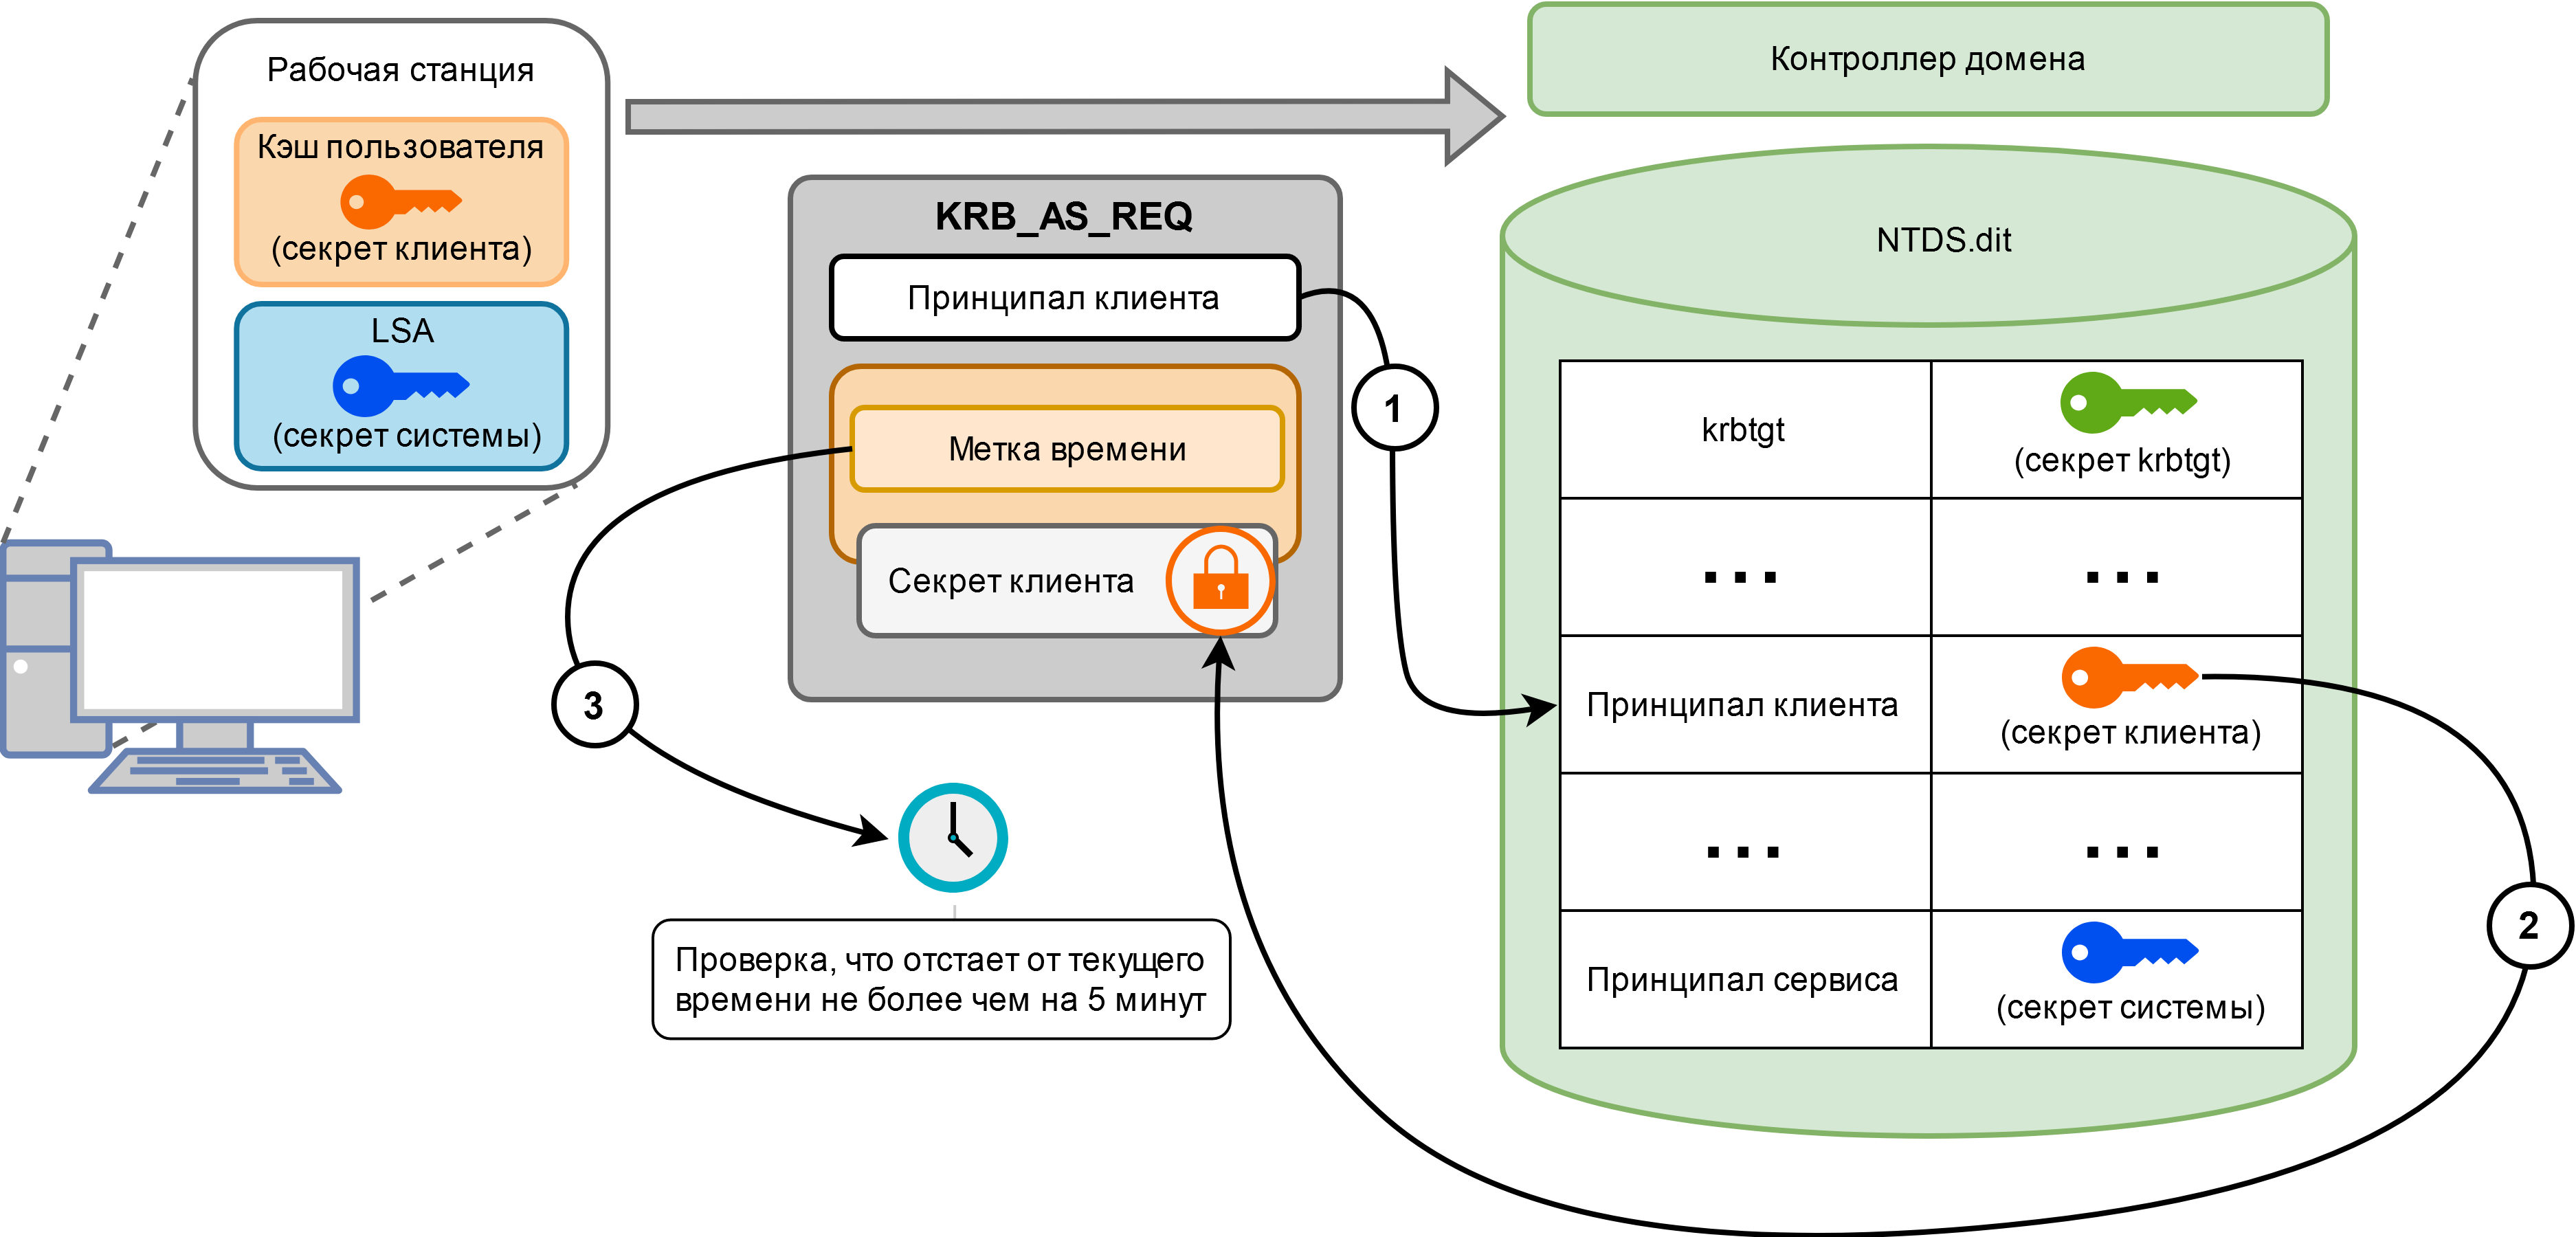 Рабочая станция
Кэш пользователя
(секрет клиента)
LSA
(секрет системы)
KRB_AS_REQ
Принципал клиента
Метка времени
Секрет клиента
1
3
Проверка, что отстает от текущего
времени не более чем на 5 минут
Контроллер домена
NTDS.dit
krbtgt
(секрет krbtgt)
... ...
Принципал клиента
(секрет клиента)
... ...
Принципал сервиса
(секрет системы)
2